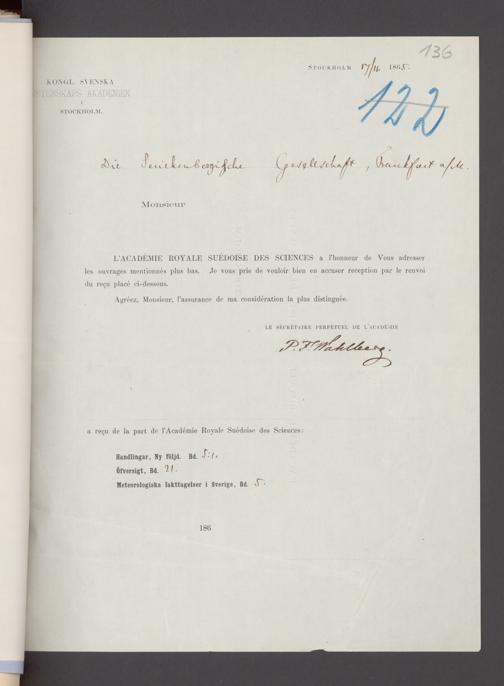 136
STOCKHOLM 17/11 1865.
122
KONGL. SVENSKA
VETENSKAPS AKADEMIEN
I
STOCKHOLM.
Die Senckenbergische Gesellschaft, Frankfurt a/M.
Monsieur
L'ACADÉMIE ROYALE SUÉDOISE DES SCIENCES a l'honneur de Vous adresser
les ouvrages mentionnés plus bas. Je vous prie de vouloir bien en accuser reception par le renvoi
du reçu placé ci-dessous.
Agréez, Monsieur, l'assurance de ma considération la plus distinguée.
LE SÉCRÉTAIRE PERPÉTUEL DE L'ACADÉMIE
P. F. Wahlberg.
a reçu de la part de l'Académie Royale Suédoise des Sciences:
Handlingar, Ny följd. Bd. 5:1.
Öfversigt, Bd. 21.
Meteorologiska Iakttagelser i Sverige, Bd. 5.
186